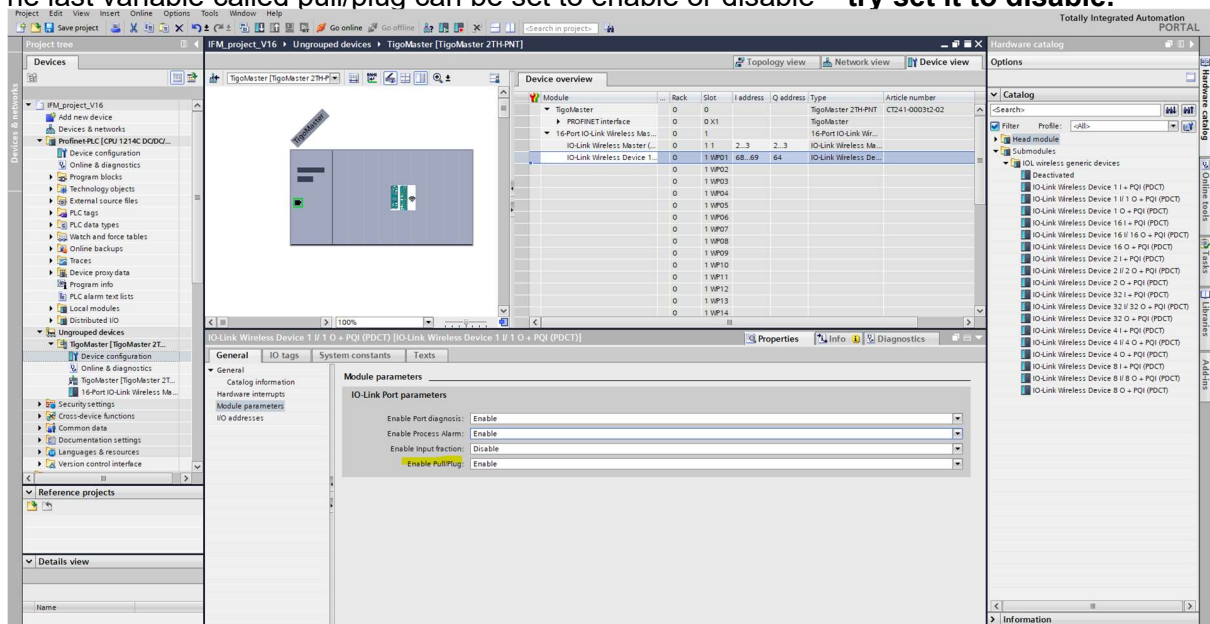 he last variable called pull/plug can be set to enable or disable – try set it to disable.
Project Edit View Insert Online Options Tools Window Help
Totally Integrated Automation
PORTAL
Save project
Go online
Go offline
<Search in project>
Project tree
IFM_project_V16 › Ungrouped devices › TigoMaster [TigoMaster 2TH-PNT]
Hardware catalog
Devices
Topology view
Network view
Device view
Options
TigoMaster [TigoMaster 2TH-P
Device overview
Devices & networks
IFM_project_V16
Add new device
Devices & networks
Profinet-PLC [CPU 1214C DC/DC/...
Device configuration
Online & diagnostics
Program blocks
Technology objects
External source files
PLC tags
PLC data types
Watch and force tables
Online backups
Traces
Device proxy data
Program info
PLC alarm text lists
Local modules
Distributed I/O
Ungrouped devices
TigoMaster [TigoMaster 2T...
Device configuration
Online & diagnostics
TigoMaster [TigoMaster 2T...
16-Port IO-Link Wireless Ma...
Security settings
Cross-device functions
Common data
Documentation settings
Languages & resources
Version control interface
Reference projects
Details view
Name
TigoMaster
100%
Module ... Rack Slot I address Q address Type Article number
TigoMaster 0 0 TigoMaster 2TH-PNT CT241-0003t2-02
PROFINET interface 0 0 X1 TigoMaster
16-Port IO-Link Wireless Mas... 0 1 16-Port IO-Link Wir...
IO-Link Wireless Master (... 0 1 1 2...3 2...3 IO-Link Wireless Ma...
IO-Link Wireless Device 1... 0 1 WP01 68...69 64 IO-Link Wireless De...
0 1 WP02
0 1 WP03
0 1 WP04
0 1 WP05
0 1 WP06
0 1 WP07
0 1 WP08
0 1 WP09
0 1 WP10
0 1 WP11
0 1 WP12
0 1 WP13
0 1 WP14
IO-Link Wireless Device 1 I/ 1 O + PQI (PDCT) [IO-Link Wireless Device 1 I/ 1 O + PQI (PDCT)]
Properties
Info
Diagnostics
General
IO tags
System constants
Texts
General
Catalog information
Hardware interrupts
Module parameters
I/O addresses
Module parameters
IO-Link Port parameters
Enable Port diagnosis: Enable
Enable Process Alarm: Enable
Enable Input fraction: Disable
Enable Pull/Plug: Enable
Catalog
<Search>
Filter Profile: <All>
Head module
Submodules
IOL wireless generic devices
Deactivated
IO-Link Wireless Device 1 I + PQI (PDCT)
IO-Link Wireless Device 1 I/ 1 O + PQI (PDCT)
IO-Link Wireless Device 1 O + PQI (PDCT)
IO-Link Wireless Device 16 I + PQI (PDCT)
IO-Link Wireless Device 16 I/ 16 O + PQI (PDCT)
IO-Link Wireless Device 16 O + PQI (PDCT)
IO-Link Wireless Device 2 I + PQI (PDCT)
IO-Link Wireless Device 2 I/ 2 O + PQI (PDCT)
IO-Link Wireless Device 2 O + PQI (PDCT)
IO-Link Wireless Device 32 I + PQI (PDCT)
IO-Link Wireless Device 32 I/ 32 O + PQI (PDCT)
IO-Link Wireless Device 32 O + PQI (PDCT)
IO-Link Wireless Device 4 I + PQI (PDCT)
IO-Link Wireless Device 4 I/ 4 O + PQI (PDCT)
IO-Link Wireless Device 4 O + PQI (PDCT)
IO-Link Wireless Device 8 I + PQI (PDCT)
IO-Link Wireless Device 8 I/ 8 O + PQI (PDCT)
IO-Link Wireless Device 8 O + PQI (PDCT)
Information
Hardware catalog
Online tools
Tasks
Libraries
Add-ins